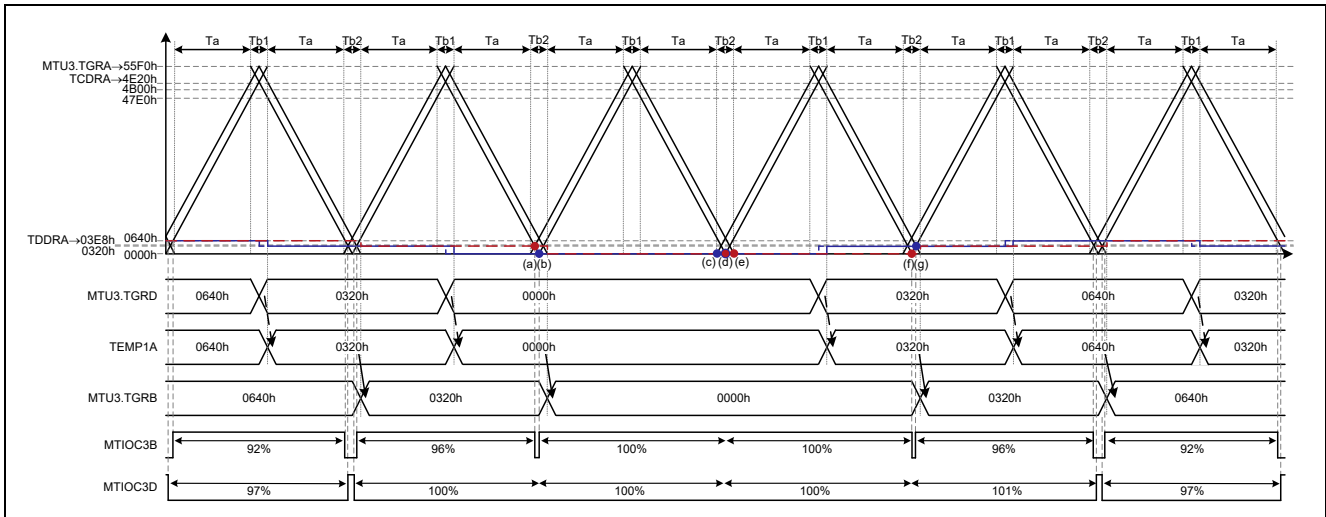 Ta Tb1 Ta Tb2 Ta Tb1 Ta Tb2 Ta Tb1 Ta Tb2 Ta Tb1 Ta Tb2 Ta Tb1 Ta Tb2 Ta Tb1 Ta
MTU3.TGRA→55F0h
TCDRA→4E20h
4B00h
47E0h
TDDRA→03E8h 0640h
0320h
0000h
(a) (b) (c) (d) (e) (f) (g)
MTU3.TGRD 0640h 0320h 0000h 0320h 0640h 0320h
TEMP1A 0640h 0320h 0000h 0320h 0640h 0320h
MTU3.TGRB 0640h 0320h 0000h 0320h 0640h
MTIOC3B 92% 96% 100% 100% 96% 92%
MTIOC3D 97% 100% 100% 100% 101% 97%